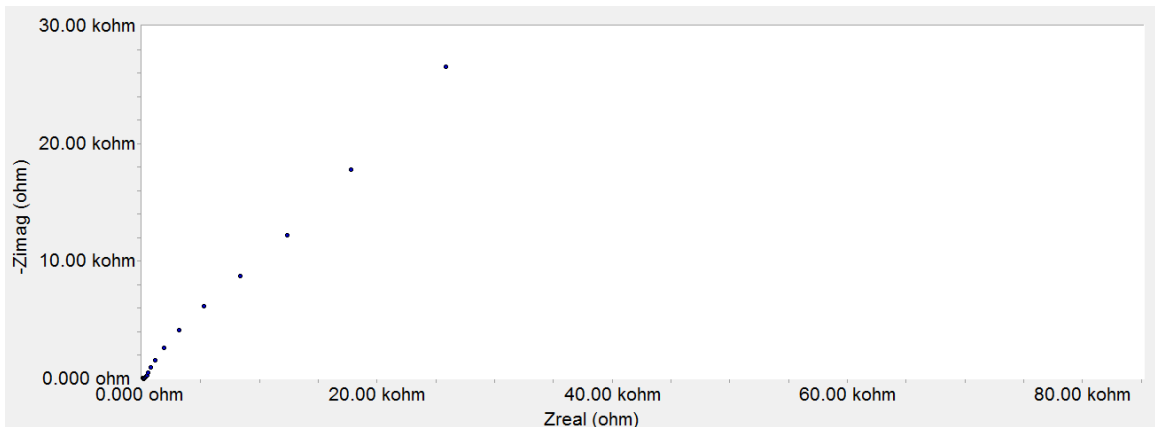 30.00 kohm
20.00 kohm
-Zimag (ohm)
10.00 kohm
0.000 ohm
0.000 ohm 20.00 kohm 40.00 kohm 60.00 kohm 80.00 kohm
Zreal (ohm)